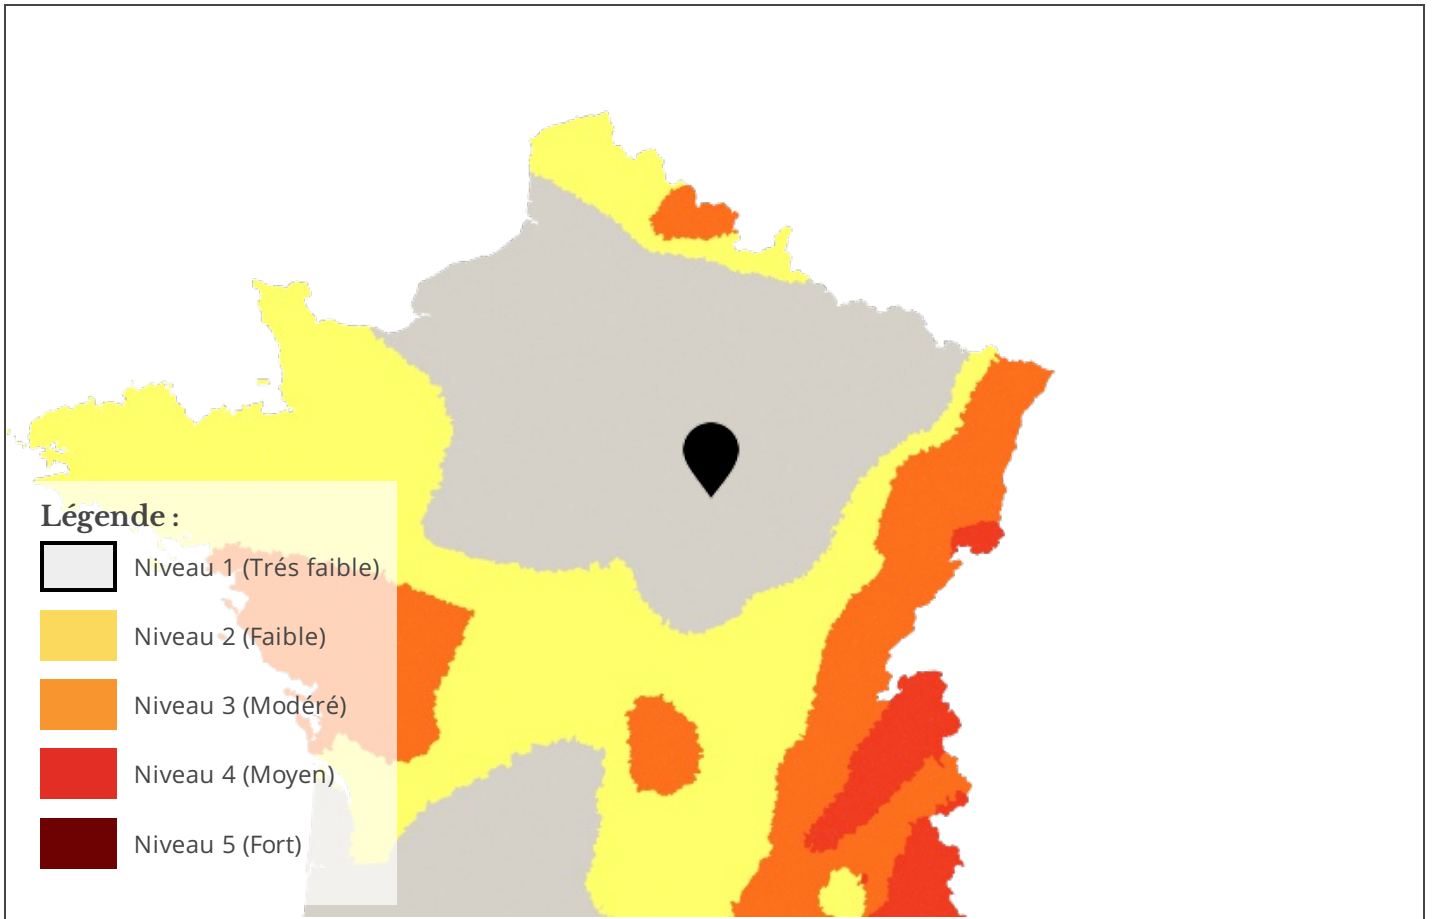 Légende :
Niveau 1 (Trés faible)
Niveau 2 (Faible)
Niveau 3 (Modéré)
Niveau 4 (Moyen)
Niveau 5 (Fort)